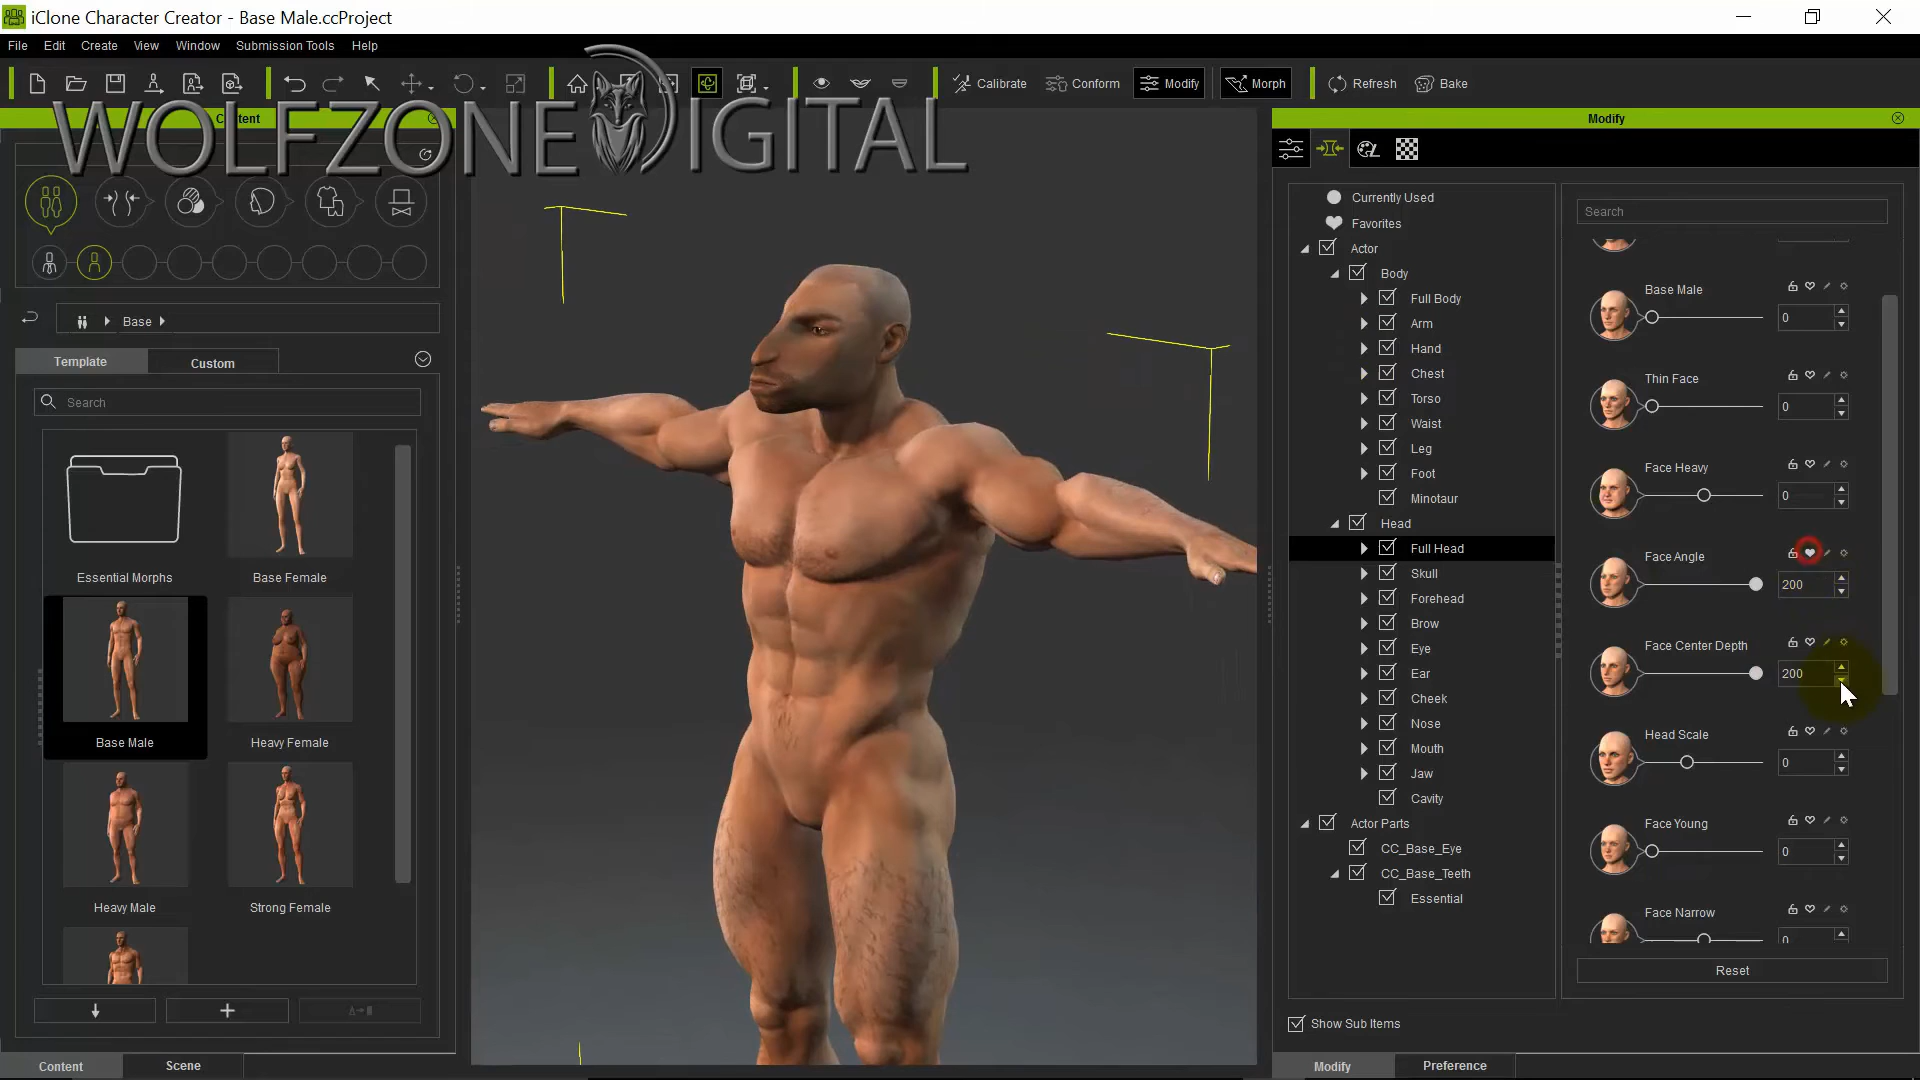 iClone Character Creator - Base Male.ccProject
File Edit Create View Window Submission Tools Help
Calibrate Conform Modify Morph Refresh Bake
WOLFZONE DIGITAL
Content
Modify
Base
Template Custom
Search
Essential Morphs
Base Female
Base Male
Heavy Female
Heavy Male
Strong Female
Content Scene
Currently Used
Favorites
Actor
Body
Full Body
Arm
Hand
Chest
Torso
Waist
Leg
Foot
Minotaur
Head
Full Head
Skull
Forehead
Brow
Eye
Ear
Cheek
Nose
Mouth
Jaw
Cavity
Actor Parts
CC_Base_Eye
CC_Base_Teeth
Essential
Show Sub Items
Search
Base Male
0
Thin Face
0
Face Heavy
0
Face Angle
200
Face Center Depth
200
Head Scale
0
Face Young
0
Face Narrow
0
Reset
Modify Preference